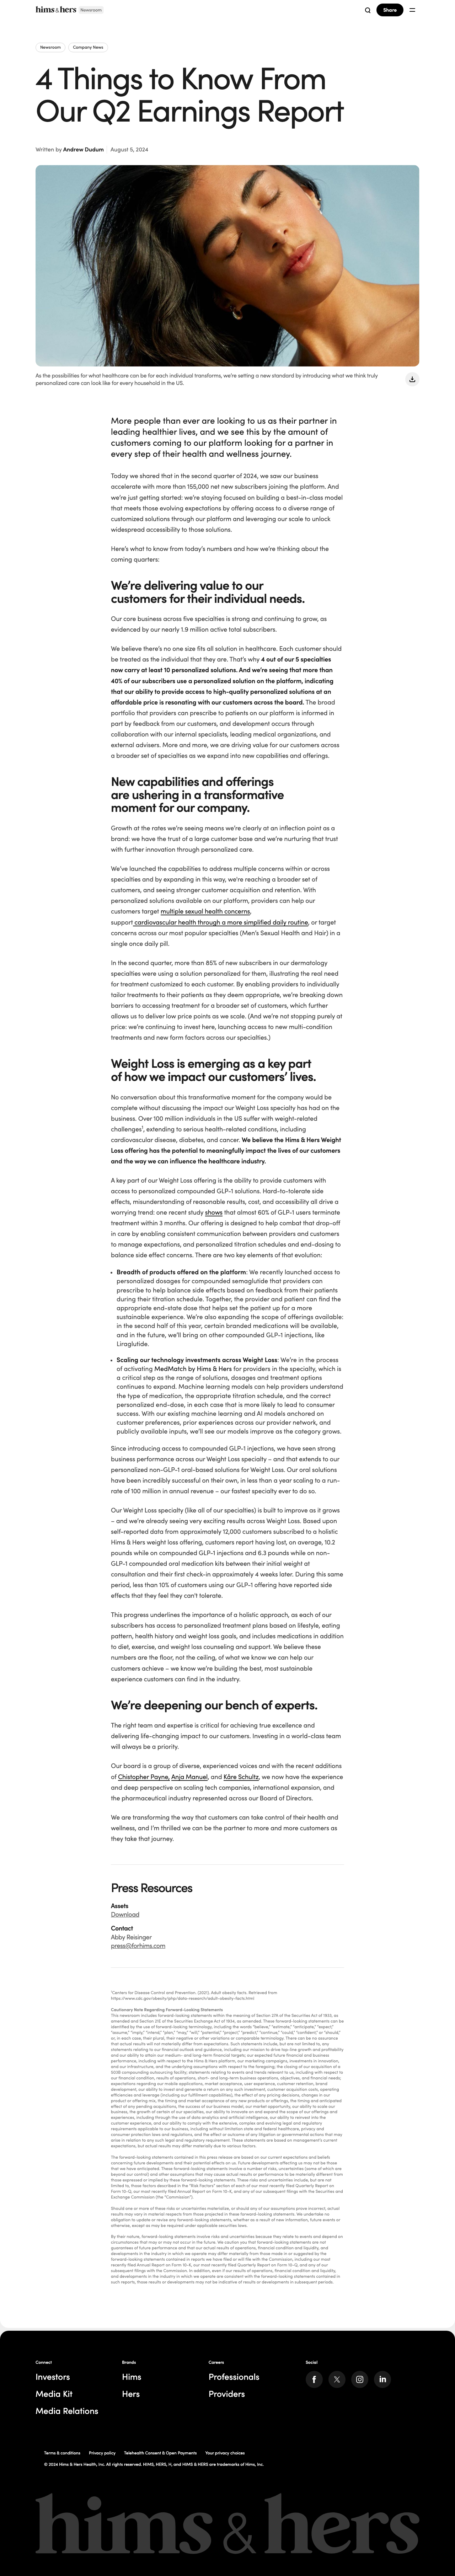 hims & hers Newsroom
Share
Newsroom
Company News
4 Things to Know From
Our Q2 Earnings Report
Written by Andrew Dudum August 5, 2024
As the possibilities for what healthcare can be for each individual transforms, we're setting a new standard by introducing what we think truly
personalized care can look like for every household in the US.
More people than ever are looking to us as their partner in
leading healthier lives, and we see this by the amount of
customers coming to our platform looking for a partner in
every step of their health and wellness journey.
Today we shared that in the second quarter of 2024, we saw our business
accelerate with more than 155,000 net new subscribers joining the platform. And
we're just getting started: we're staying focused on building a best-in-class model
that meets those evolving expectations by offering access to a diverse range of
customized solutions through our platform and leveraging our scale to unlock
widespread accessibility to those solutions.
Here's what to know from today's numbers and how we're thinking about the
coming quarters:
We're delivering value to our
customers for their individual needs.
Our core business across five specialties is strong and continuing to grow, as
evidenced by our nearly 1.9 million active total subscribers.
We believe there's no one size fits all solution in healthcare. Each customer should
be treated as the individual that they are. That's why 4 out of our 5 specialties
now carry at least 10 personalized solutions. And we're seeing that more than
40% of our subscribers use a personalized solution on the platform, indicating
that our ability to provide access to high-quality personalized solutions at an
affordable price is resonating with our customers across the board. The broad
portfolio that providers can prescribe to patients on our platform is informed in
part by feedback from our customers, and development occurs through
collaboration with our internal specialists, leading medical organizations, and
external advisers. More and more, we are driving value for our customers across
a broader set of specialties as we expand into new capabilities and offerings.
New capabilities and offerings
are ushering in a transformative
moment for our company.
Growth at the rates we're seeing means we're clearly at an inflection point as a
brand: we have the trust of a large customer base and we're nurturing that trust
with further innovation through personalized care.
We've launched the capabilities to address multiple concerns within or across
specialties and by expanding in this way, we're reaching a broader set of
customers, and seeing stronger customer acquisition and retention. With
personalized solutions available on our platform, providers can help our
customers target multiple sexual health concerns,
support cardiovascular health through a more simplified daily routine, or target
concerns across our most popular specialties (Men's Sexual Health and Hair) in a
single once daily pill.
In the second quarter, more than 85% of new subscribers in our dermatology
specialties were using a solution personalized for them, illustrating the real need
for treatment customized to each customer. By enabling providers to individually
tailor treatments to their patients as they deem appropriate, we're breaking down
barriers to accessing treatment for a broader set of customers, which further
allows us to deliver low price points as we scale. (And we're not stopping purely at
price: we're continuing to invest here, launching access to new multi-condition
treatments and new form factors across our specialties.)
Weight Loss is emerging as a key part
of how we impact our customers' lives.
No conversation about this transformative moment for the company would be
complete without discussing the impact our Weight Loss specialty has had on the
business. Over 100 million individuals in the US suffer with weight-related
challenges¹, extending to serious health-related conditions, including
cardiovascular disease, diabetes, and cancer. We believe the Hims & Hers Weight
Loss offering has the potential to meaningfully impact the lives of our customers
and the way we can influence the healthcare industry.
A key part of our Weight Loss offering is the ability to provide customers with
access to personalized compounded GLP-1 solutions. Hard-to-tolerate side
effects, misunderstanding of reasonable results, cost, and accessibility all drive a
worrying trend: one recent study shows that almost 60% of GLP-1 users terminate
treatment within 3 months. Our offering is designed to help combat that drop-off
in care by enabling consistent communication between providers and customers
to manage expectations, and personalized titration schedules and end-dosing to
balance side effect concerns. There are two key elements of that evolution:
• Breadth of products offered on the platform: We recently launched access to
personalized dosages for compounded semaglutide that providers can
prescribe to help balance side effects based on feedback from their patients
during their titration schedule. Together, the provider and patient can find the
appropriate end-state dose that helps set the patient up for a more
sustainable experience. We're also expanding the scope of offerings available:
in the second half of this year, certain branded medications will be available,
and in the future, we'll bring on other compounded GLP-1 injections, like
Liraglutide.
• Scaling our technology investments across Weight Loss: We're in the process
of activating MedMatch by Hims & Hers for providers in the specialty, which is
a critical step as the range of solutions, dosages and treatment options
continues to expand. Machine learning models can help providers understand
the type of medication, the appropriate titration schedule, and the correct
personalized end-dose, in each case that is more likely to lead to customer
success. With our existing machine learning and AI models anchored on
customer preferences, prior experiences across our provider network, and
publicly available inputs, we'll see our models improve as the category grows.
Since introducing access to compounded GLP-1 injections, we have seen strong
business performance across our Weight Loss specialty – and that extends to our
personalized non-GLP-1 oral-based solutions for Weight Loss. Our oral solutions
have been incredibly successful on their own, in less than a year scaling to a run-
rate of 100 million in annual revenue – our fastest specialty ever to do so.
Our Weight Loss specialty (like all of our specialties) is built to improve as it grows
– and we're already seeing very exciting results across Weight Loss. Based upon
self-reported data from approximately 12,000 customers subscribed to a holistic
Hims & Hers weight loss offering, customers report having lost, on average, 10.2
pounds while on compounded GLP-1 injections and 6.3 pounds while on non-
GLP-1 compounded oral medication kits between their initial weight at
consultation and their first check-in approximately 4 weeks later. During this same
period, less than 10% of customers using our GLP-1 offering have reported side
effects that they feel they can't tolerate.
This progress underlines the importance of a holistic approach, as each of our
subscribers has access to personalized treatment plans based on lifestyle, eating
pattern, health history and weight loss goals, and includes medications in addition
to diet, exercise, and weight loss counseling and support. We believe these
numbers are the floor, not the ceiling, of what we know we can help our
customers achieve – we know we're building the best, most sustainable
experience customers can find in the industry.
We're deepening our bench of experts.
The right team and expertise is critical for achieving true excellence and
delivering life-changing impact to our customers. Investing in a world-class team
will always be a priority.
Our board is a group of diverse, experienced voices and with the recent additions
of Chistopher Payne, Anja Manuel, and Kåre Schultz, we now have the experience
and deep perspective on scaling tech companies, international expansion, and
the pharmaceutical industry represented across our Board of Directors.
We are transforming the way that customers can take control of their health and
wellness, and I'm thrilled we can be the partner to more and more customers as
they take that journey.
Press Resources
Assets
Download
Contact
Abby Reisinger
press@forhims.com
¹Centers for Disease Control and Prevention. (2021). Adult obesity facts. Retrieved from
https://www.cdc.gov/obesity/php/data-research/adult-obesity-facts.html
Cautionary Note Regarding Forward-Looking Statements
Connect
Investors
Media Kit
Media Relations
Brands
Hims
Hers
Careers
Professionals
Providers
Social
Terms & conditions
Privacy policy
Telehealth Consent & Open Payments
Your privacy choices
© 2024 Hims & Hers Health, Inc. All rights reserved. HIMS, HERS, H, and HIMS & HERS are trademarks of Hims, Inc.
hims & hers